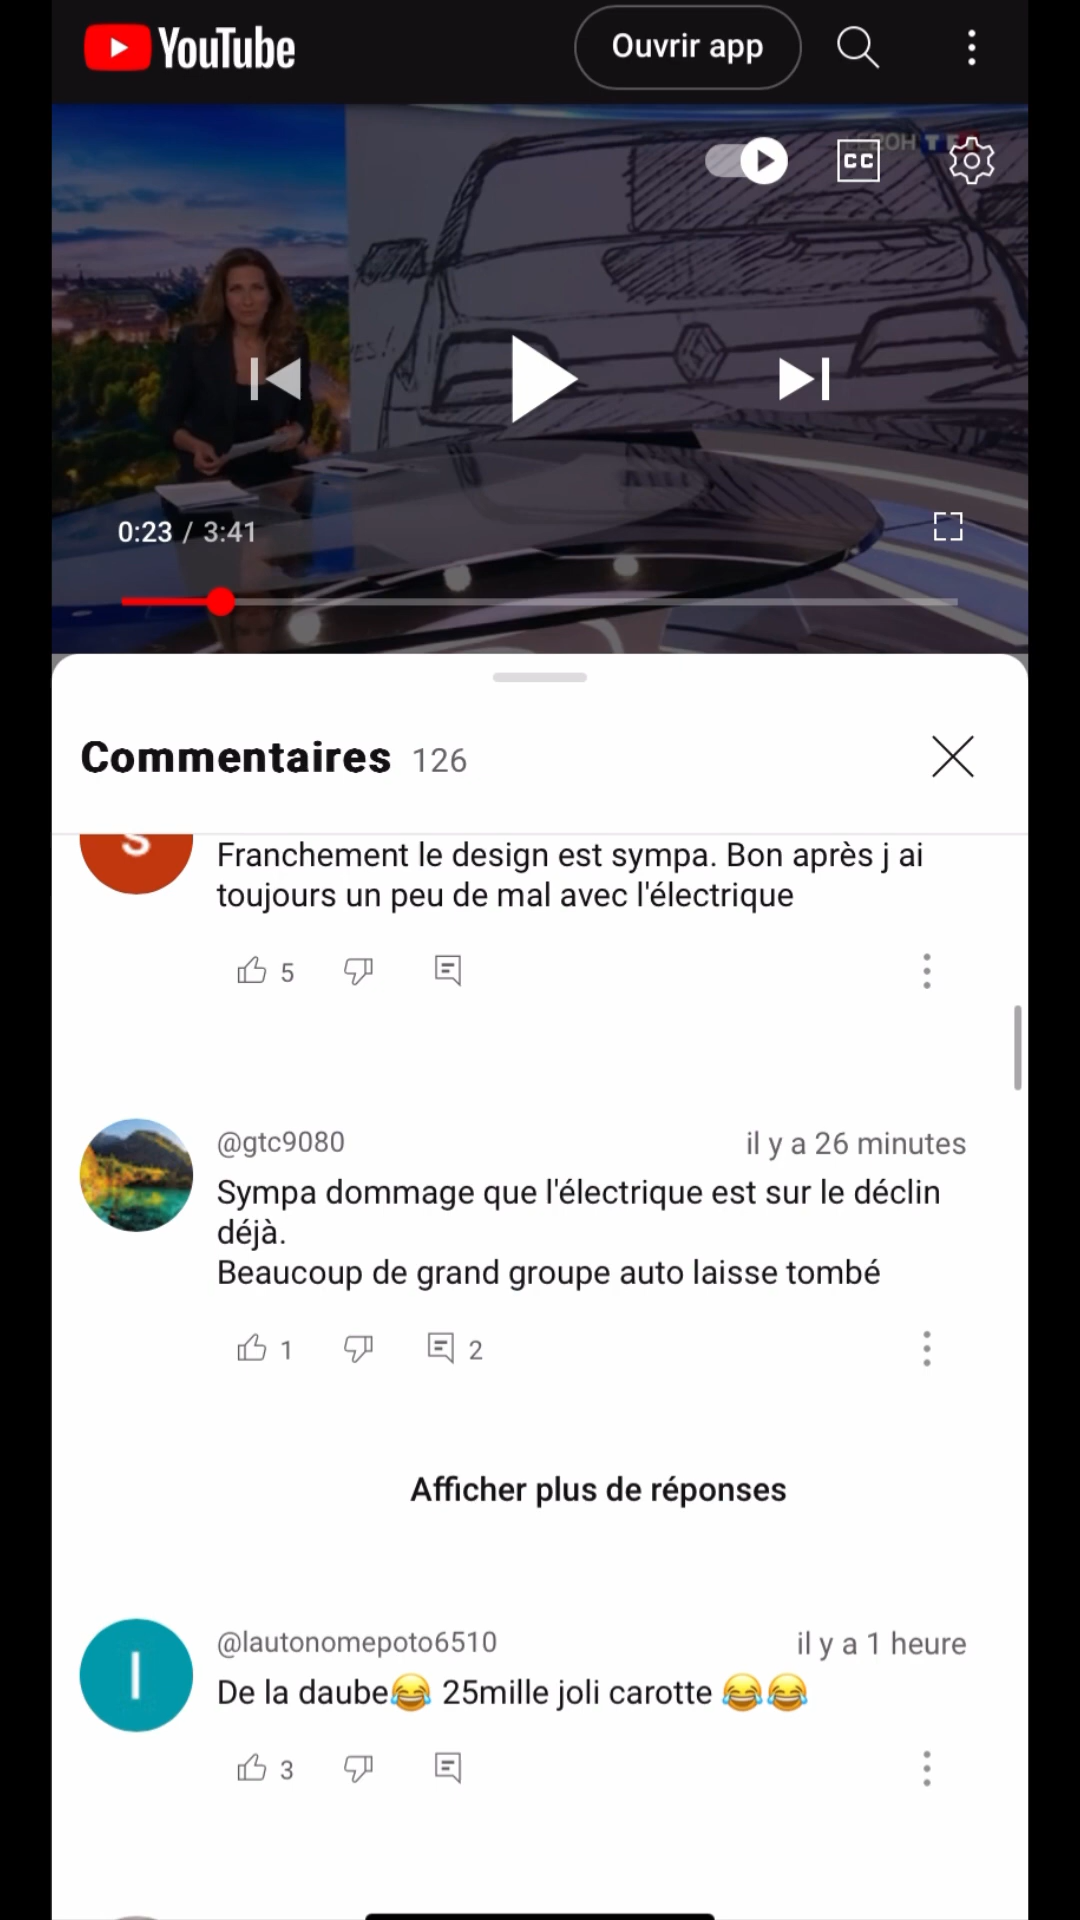 YouTube
Ouvrir app
20H TF1
CC
0:23 / 3:41
Commentaires 126
S
Franchement le design est sympa. Bon après j ai
toujours un peu de mal avec l'électrique
5
@gtc9080
il y a 26 minutes
Sympa dommage que l'électrique est sur le déclin
déjà.
Beaucoup de grand groupe auto laisse tombé
1
2
Afficher plus de réponses
l
@lautonomepoto6510
il y a 1 heure
De la daube😂 25mille joli carotte 😂😂
3